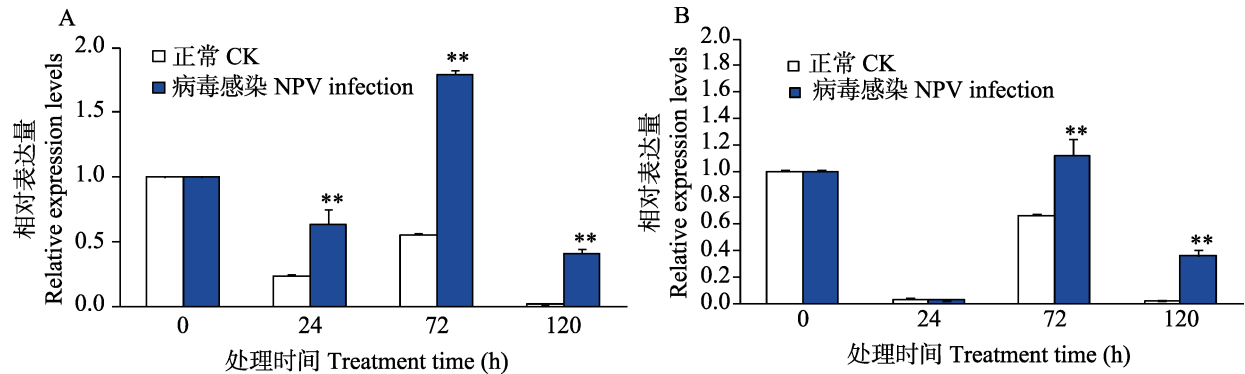 A
正常 CK
病毒感染 NPV infection
相对表达量
Relative expression levels
2.0
1.5
1.0
0.5
0.0
**
**
**
0
24
72
120
处理时间 Treatment time (h)
B
正常 CK
病毒感染 NPV infection
相对表达量
Relative expression levels
2.0
1.8
1.6
1.4
1.2
1.0
0.8
0.6
0.4
0.2
0.0
**
**
0
24
72
120
处理时间 Treatment time (h)